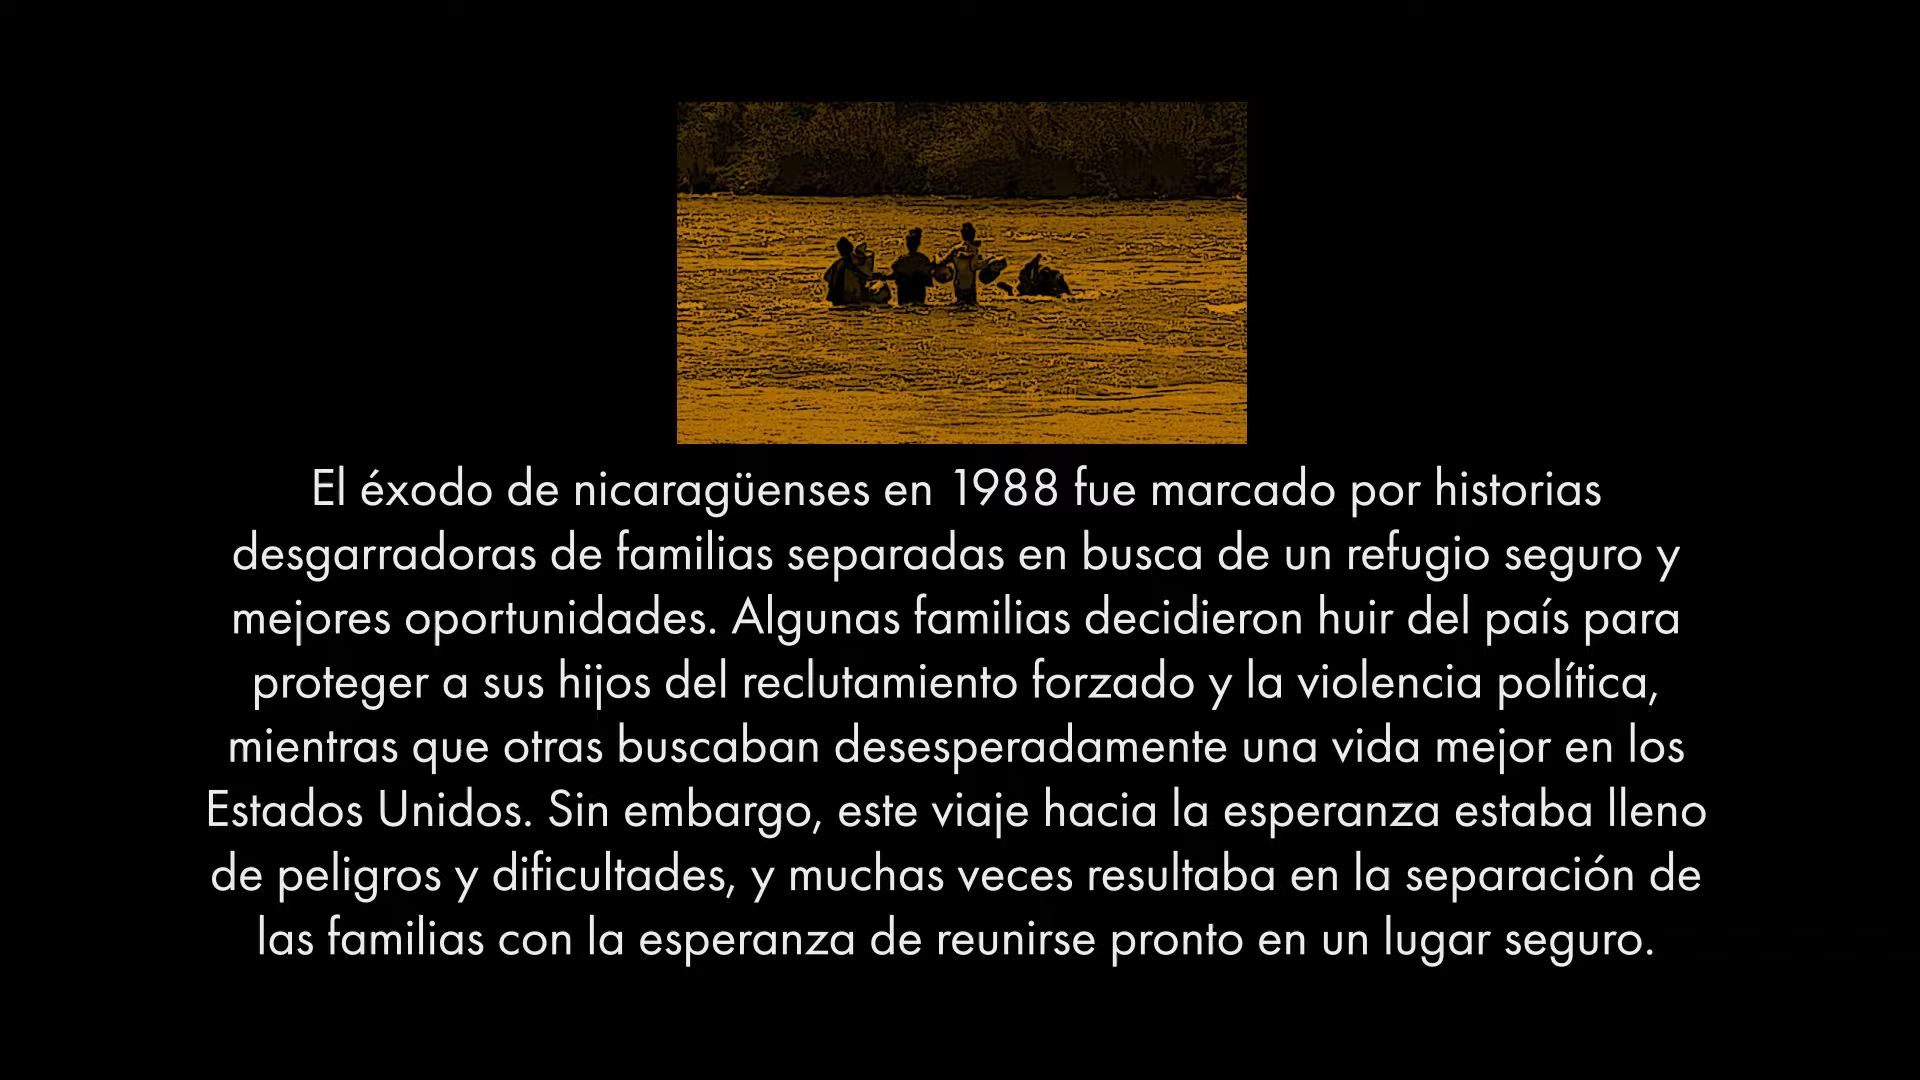 El éxodo de nicaragüenses en 1988 fue marcado por historias
desgarradoras de familias separadas en busca de un refugio seguro y
mejores oportunidades. Algunas familias decidieron huir del país para
proteger a sus hijos del reclutamiento forzado y la violencia política,
mientras que otras buscaban desesperadamente una vida mejor en los
Estados Unidos. Sin embargo, este viaje hacia la esperanza estaba lleno
de peligros y dificultades, y muchas veces resultaba en la separación de
las familias con la esperanza de reunirse pronto en un lugar seguro.